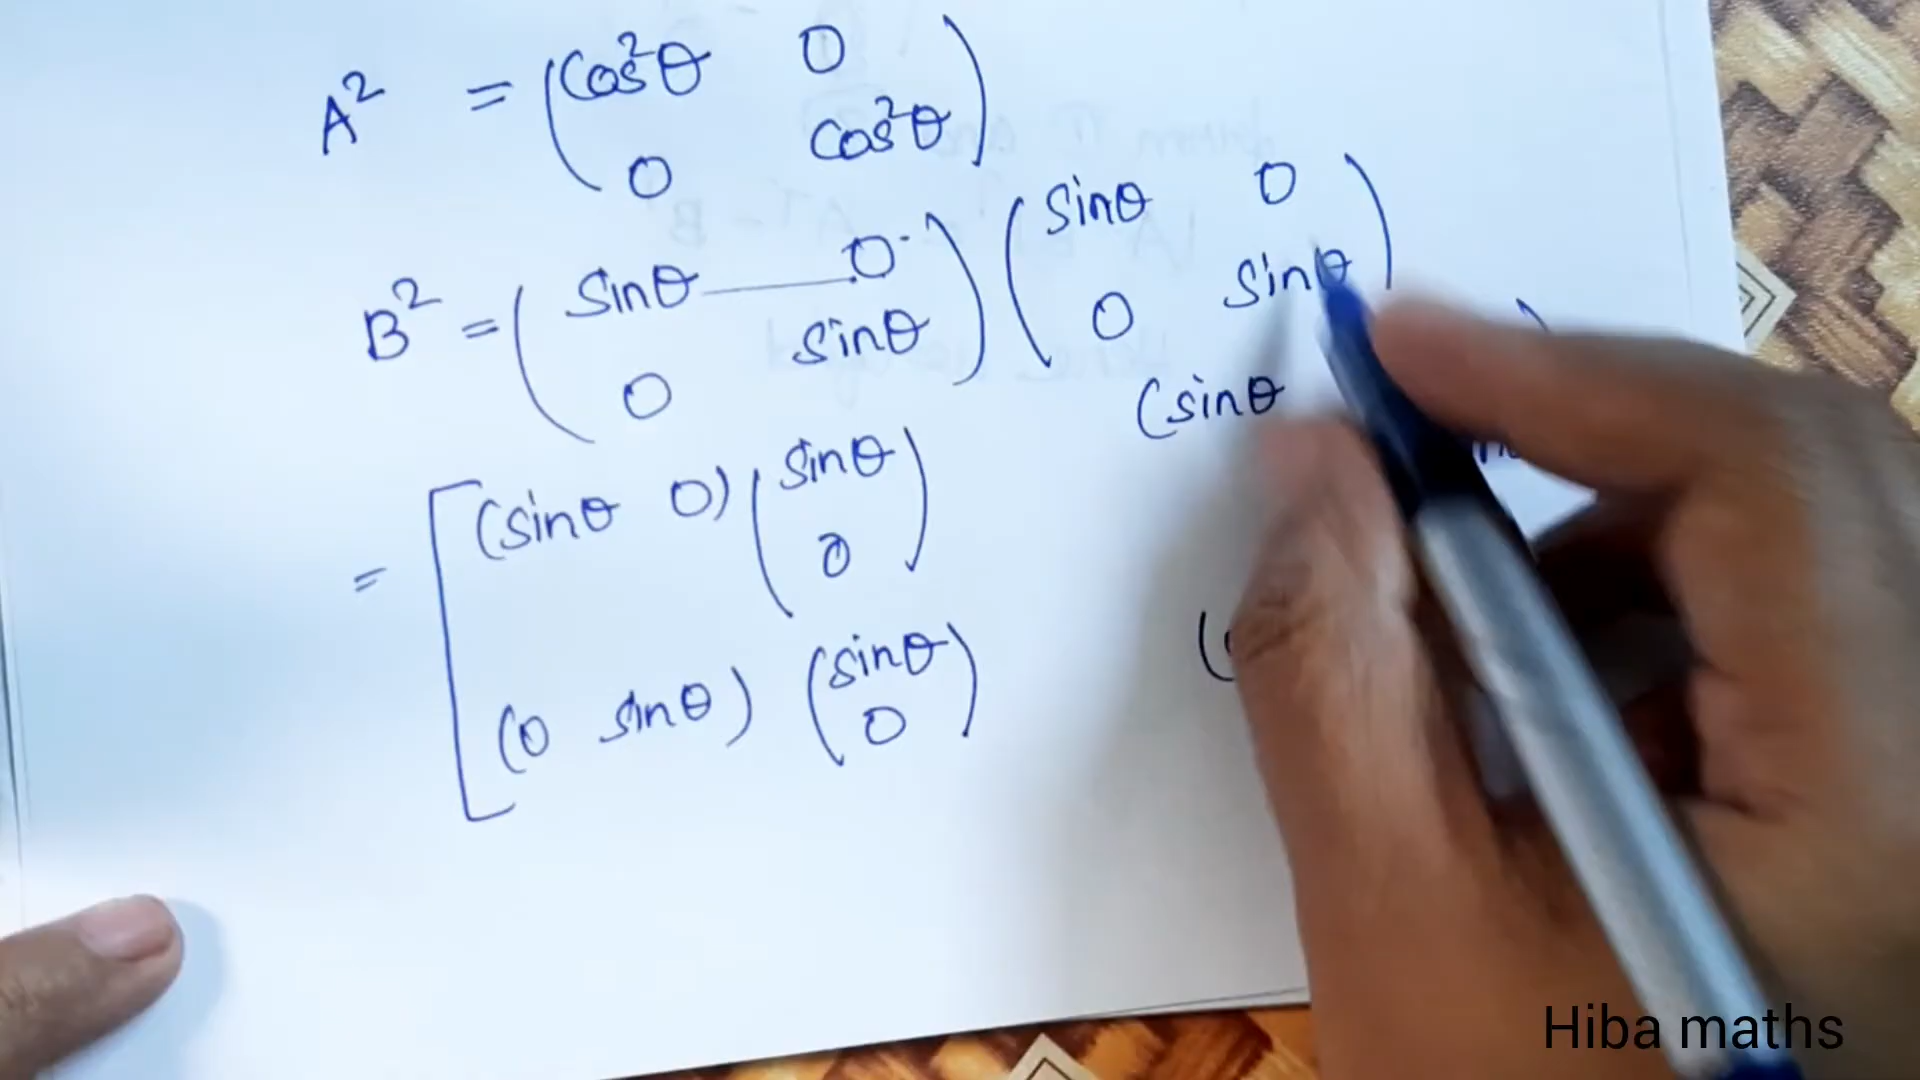 A² = (cos²θ 0
0 cos²θ)
B² = (sinθ 0
0 sinθ) (sinθ 0
0 sinθ)
= [(sinθ 0) (sinθ
0) (sinθ
(0 sinθ) (sinθ
0) (
Hiba maths